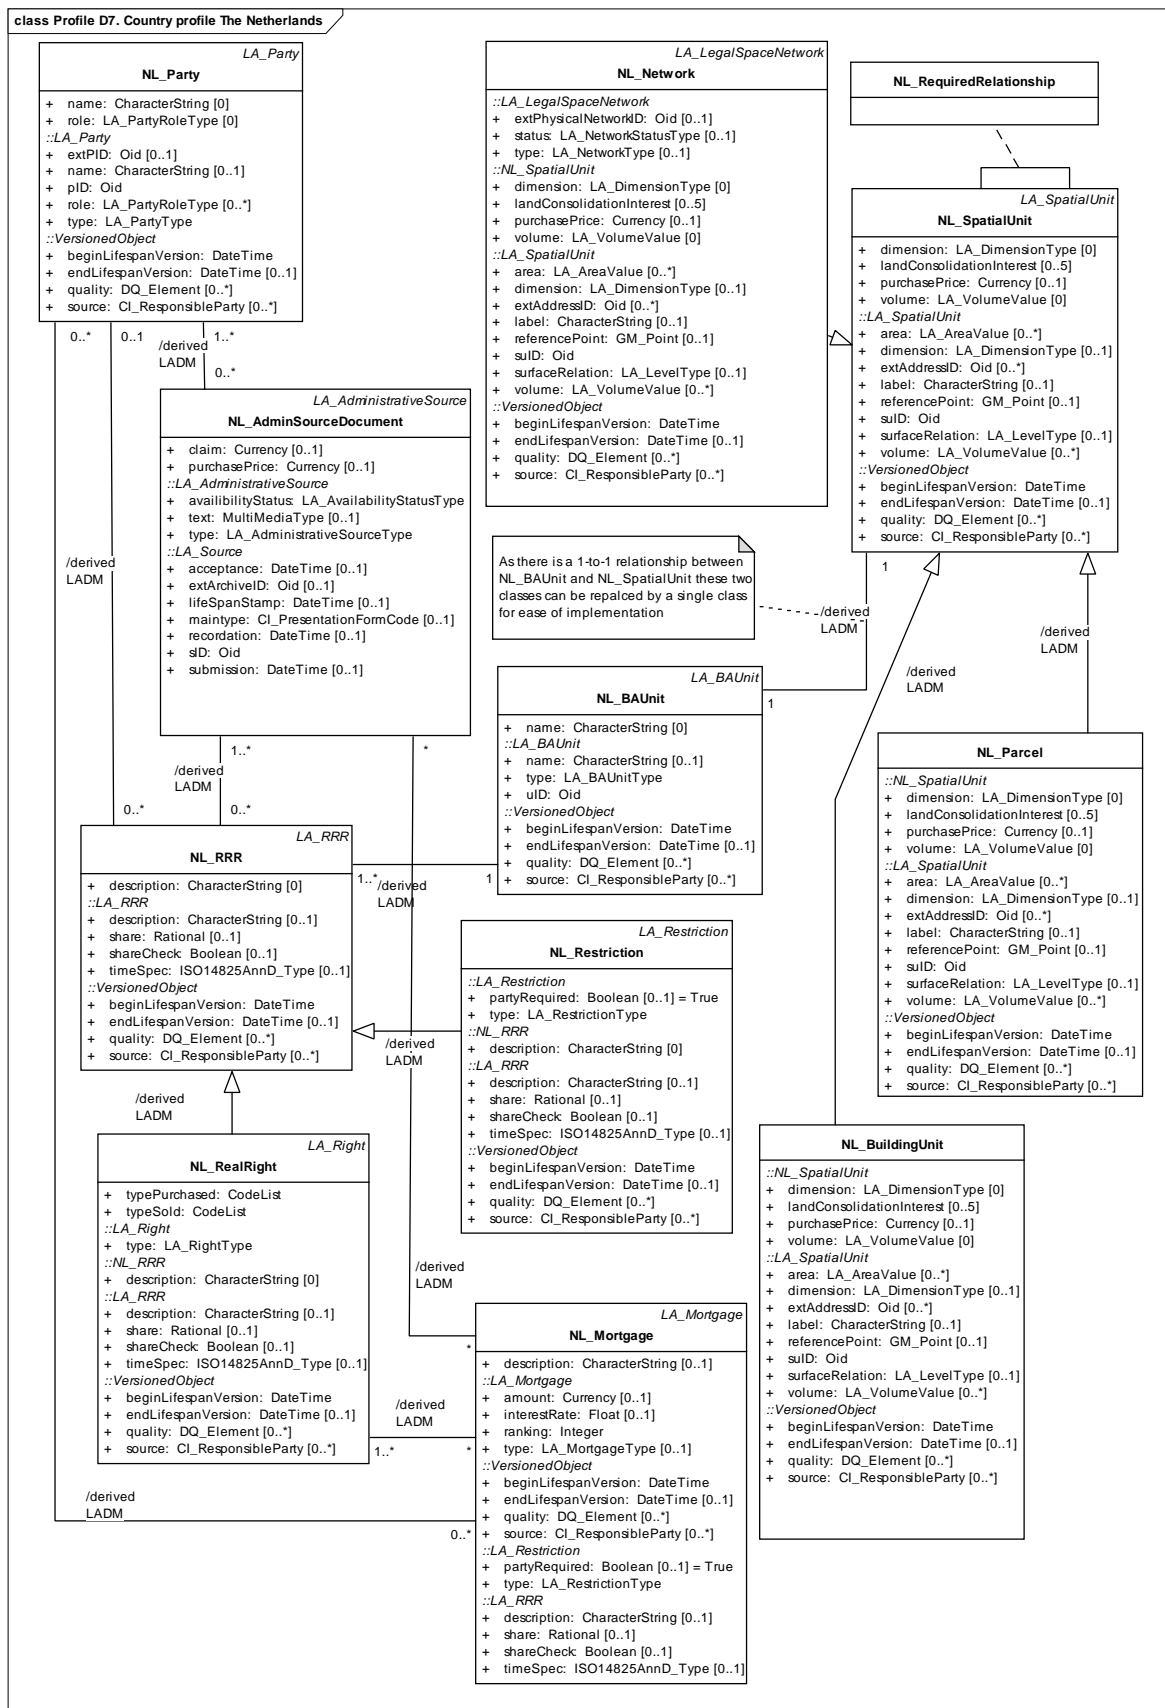 class Profile D7. Country profile The Netherlands
LA_Party
NL_Party
+ name: CharacterString [0]
+ role: LA_PartyRoleType [0]
::LA_Party
+ extPID: Oid [0..1]
+ name: CharacterString [0..1]
+ pID: Oid
+ role: LA_PartyRoleType [0..*]
+ type: LA_PartyType
::VersionedObject
+ beginLifespanVersion: DateTime
+ endLifespanVersion: DateTime [0..1]
+ quality: DQ_Element [0..*]
+ source: CI_ResponsibleParty [0..*]
LA_LegalSpaceNetwork
NL_Network
::LA_LegalSpaceNetwork
+ extPhysicalNetworkID: Oid [0..1]
+ status: LA_NetworkStatusType [0..1]
+ type: LA_NetworkType [0..1]
::NL_SpatialUnit
+ dimension: LA_DimensionType [0]
+ landConsolidationInterest [0..5]
+ purchasePrice: Currency [0..1]
+ volume: LA_VolumeValue [0]
::LA_SpatialUnit
+ area: LA_AreaValue [0..*]
+ dimension: LA_DimensionType [0..1]
+ extAddressID: Oid [0..*]
+ label: CharacterString [0..1]
+ referencePoint: GM_Point [0..1]
+ suID: Oid
+ surfaceRelation: LA_LevelType [0..1]
+ volume: LA_VolumeValue [0..*]
::VersionedObject
+ beginLifespanVersion: DateTime
+ endLifespanVersion: DateTime [0..1]
+ quality: DQ_Element [0..*]
+ source: CI_ResponsibleParty [0..*]
NL_RequiredRelationship
LA_SpatialUnit
NL_SpatialUnit
+ dimension: LA_DimensionType [0]
+ landConsolidationInterest [0..5]
+ purchasePrice: Currency [0..1]
+ volume: LA_VolumeValue [0]
::LA_SpatialUnit
+ area: LA_AreaValue [0..*]
+ dimension: LA_DimensionType [0..1]
+ extAddressID: Oid [0..*]
+ label: CharacterString [0..1]
+ referencePoint: GM_Point [0..1]
+ suID: Oid
+ surfaceRelation: LA_LevelType [0..1]
+ volume: LA_VolumeValue [0..*]
::VersionedObject
+ beginLifespanVersion: DateTime
+ endLifespanVersion: DateTime [0..1]
+ quality: DQ_Element [0..*]
+ source: CI_ResponsibleParty [0..*]
0..*
0..1
1..*
/derived
LADM
0..*
LA_AdministrativeSource
NL_AdminSourceDocument
+ claim: Currency [0..1]
+ purchasePrice: Currency [0..1]
::LA_AdministrativeSource
+ availibilityStatus: LA_AvailabilityStatusType
+ text: MultiMediaType [0..1]
+ type: LA_AdministrativeSourceType
::LA_Source
+ acceptance: DateTime [0..1]
+ extArchiveID: Oid [0..1]
+ lifeSpanStamp: DateTime [0..1]
+ maintype: CI_PresentationFormCode [0..1]
+ recordation: DateTime [0..1]
+ sID: Oid
+ submission: DateTime [0..1]
/derived
LADM
As there is a 1-to-1 relationship between
NL_BAUnit and NL_SpatialUnit these two
classes can be repalced by a single class
for ease of implementation
1
/derived
LADM
/derived
LADM
/derived
LADM
LA_BAUnit
NL_BAUnit
1
+ name: CharacterString [0]
::LA_BAUnit
+ name: CharacterString [0..1]
+ type: LA_BAUnitType
+ uID: Oid
::VersionedObject
+ beginLifespanVersion: DateTime
+ endLifespanVersion: DateTime [0..1]
+ quality: DQ_Element [0..*]
+ source: CI_ResponsibleParty [0..*]
NL_Parcel
::NL_SpatialUnit
+ dimension: LA_DimensionType [0]
+ landConsolidationInterest [0..5]
+ purchasePrice: Currency [0..1]
+ volume: LA_VolumeValue [0]
::LA_SpatialUnit
+ area: LA_AreaValue [0..*]
+ dimension: LA_DimensionType [0..1]
+ extAddressID: Oid [0..*]
+ label: CharacterString [0..1]
+ referencePoint: GM_Point [0..1]
+ suID: Oid
+ surfaceRelation: LA_LevelType [0..1]
+ volume: LA_VolumeValue [0..*]
::VersionedObject
+ beginLifespanVersion: DateTime
+ endLifespanVersion: DateTime [0..1]
+ quality: DQ_Element [0..*]
+ source: CI_ResponsibleParty [0..*]
1..*
*
/derived
LADM
0..*
0..*
LA_RRR
NL_RRR
+ description: CharacterString [0]
::LA_RRR
+ description: CharacterString [0..1]
+ share: Rational [0..1]
+ shareCheck: Boolean [0..1]
+ timeSpec: ISO14825AnnD_Type [0..1]
::VersionedObject
+ beginLifespanVersion: DateTime
+ endLifespanVersion: DateTime [0..1]
+ quality: DQ_Element [0..*]
+ source: CI_ResponsibleParty [0..*]
1..*
/derived
LADM
1
LA_Restriction
NL_Restriction
::LA_Restriction
+ partyRequired: Boolean [0..1] = True
+ type: LA_RestrictionType
::NL_RRR
+ description: CharacterString [0]
::LA_RRR
+ description: CharacterString [0..1]
+ share: Rational [0..1]
+ shareCheck: Boolean [0..1]
+ timeSpec: ISO14825AnnD_Type [0..1]
::VersionedObject
+ beginLifespanVersion: DateTime
+ endLifespanVersion: DateTime [0..1]
+ quality: DQ_Element [0..*]
+ source: CI_ResponsibleParty [0..*]
/derived
LADM
/derived
LADM
LA_Right
NL_RealRight
+ typePurchased: CodeList
+ typeSold: CodeList
::LA_Right
+ type: LA_RightType
::NL_RRR
+ description: CharacterString [0]
::LA_RRR
+ description: CharacterString [0..1]
+ share: Rational [0..1]
+ shareCheck: Boolean [0..1]
+ timeSpec: ISO14825AnnD_Type [0..1]
::VersionedObject
+ beginLifespanVersion: DateTime
+ endLifespanVersion: DateTime [0..1]
+ quality: DQ_Element [0..*]
+ source: CI_ResponsibleParty [0..*]
NL_BuildingUnit
::NL_SpatialUnit
+ dimension: LA_DimensionType [0]
+ landConsolidationInterest [0..5]
+ purchasePrice: Currency [0..1]
+ volume: LA_VolumeValue [0]
::LA_SpatialUnit
+ area: LA_AreaValue [0..*]
+ dimension: LA_DimensionType [0..1]
+ extAddressID: Oid [0..*]
+ label: CharacterString [0..1]
+ referencePoint: GM_Point [0..1]
+ suID: Oid
+ surfaceRelation: LA_LevelType [0..1]
+ volume: LA_VolumeValue [0..*]
::VersionedObject
+ beginLifespanVersion: DateTime
+ endLifespanVersion: DateTime [0..1]
+ quality: DQ_Element [0..*]
+ source: CI_ResponsibleParty [0..*]
/derived
LADM
*
/derived
LADM
1..*
*
/derived
LADM
0..*
LA_Mortgage
NL_Mortgage
+ description: CharacterString [0..1]
::LA_Mortgage
+ amount: Currency [0..1]
+ interestRate: Float [0..1]
+ ranking: Integer
+ type: LA_MortgageType [0..1]
::VersionedObject
+ beginLifespanVersion: DateTime
+ endLifespanVersion: DateTime [0..1]
+ quality: DQ_Element [0..*]
+ source: CI_ResponsibleParty [0..*]
::LA_Restriction
+ partyRequired: Boolean [0..1] = True
+ type: LA_RestrictionType
::LA_RRR
+ description: CharacterString [0..1]
+ share: Rational [0..1]
+ shareCheck: Boolean [0..1]
+ timeSpec: ISO14825AnnD_Type [0..1]